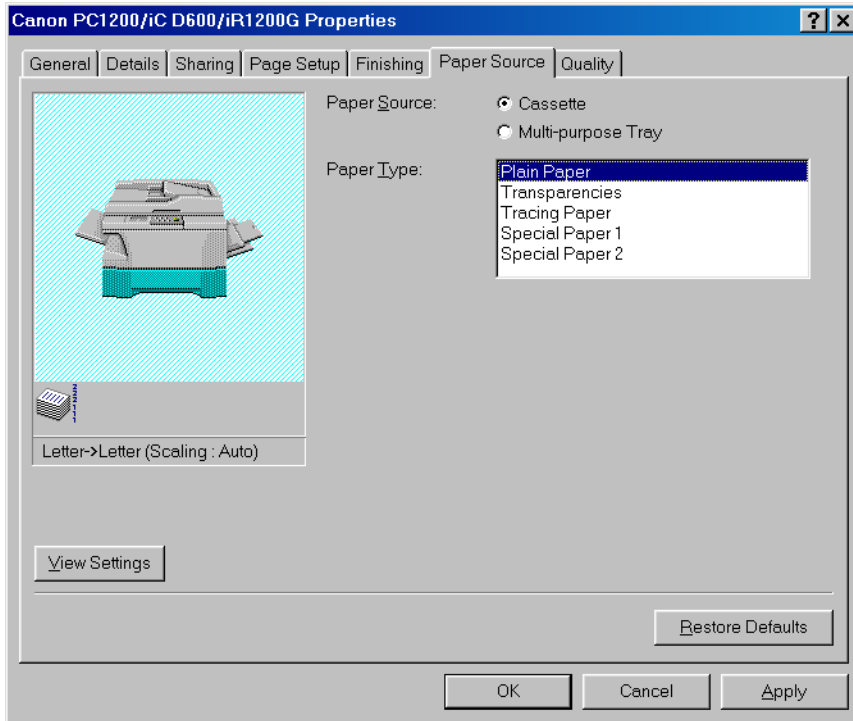 Canon PC1200/iC D600/iR1200G Properties
General Details Sharing Page Setup Finishing Paper Source Quality
Paper Source: Cassette
Multi-purpose Tray
Paper Type: Plain Paper
Transparencies
Tracing Paper
Special Paper 1
Special Paper 2
Letter->Letter (Scaling : Auto)
View Settings
Restore Defaults
OK Cancel Apply